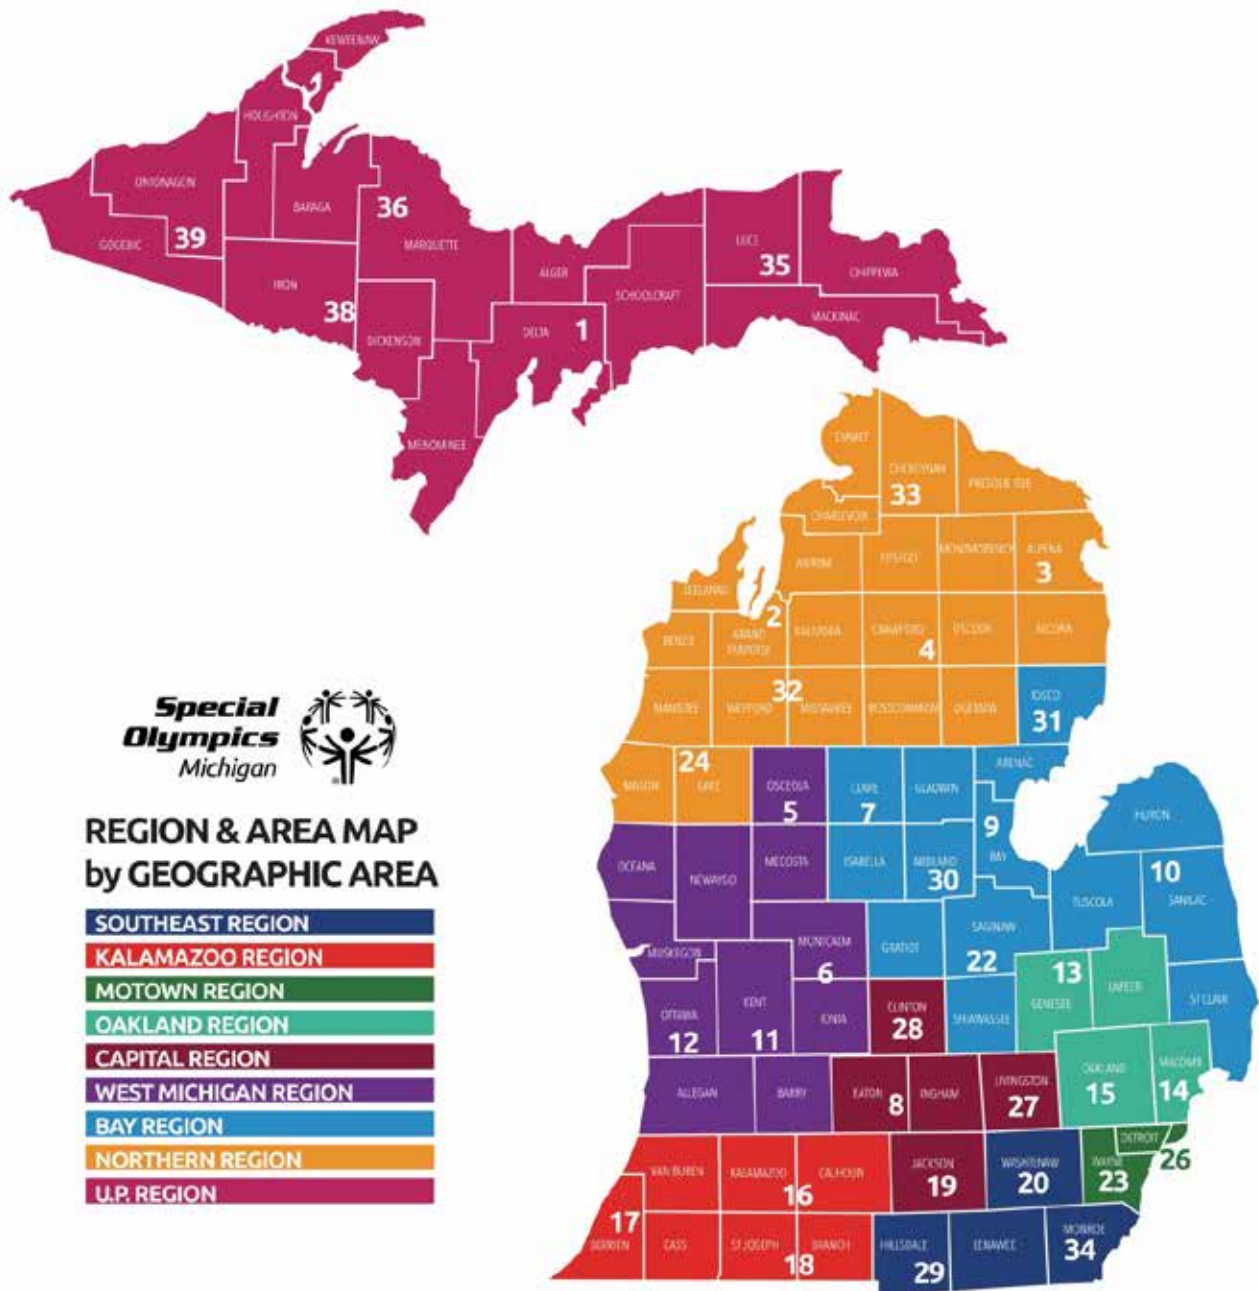 KEWEENAW
HOUGHTON
ONTONAGON
BARAGA
36
39
GOGEBIC
MARQUETTE
LUCE
35
ALGER
CHIPPEWA
IRON
SCHOOLCRAFT
38
MACKINAC
DICKENSON
DELTA 1
MENOMINEE
EMMET
CHEBOYGAN
33
PRESQUE ISLE
CHARLEVOIX
ANTRIM
OTSEGO
MONTMORENCY
ALPENA
3
LEELANAU
2
BENZIE
GRAND
TRAVERSE
KALKASKA
CRAWFORD
4
OSCODA
ALCONA
32
MANISTEE
WEXFORD
MISSAUKEE
ROSCOMMON
OGEMAW
IOSCO
31
Special
Olympics
Michigan
REGION & AREA MAP
by GEOGRAPHIC AREA
SOUTHEAST REGION
KALAMAZOO REGION
MOTOWN REGION
OAKLAND REGION
CAPITAL REGION
WEST MICHIGAN REGION
BAY REGION
NORTHERN REGION
U.P. REGION
24
MASON
LAKE
OSCEOLA
5
CLARE
7
GLADWIN
ARENAC
9
BAY
HURON
OCEANA
NEWAYGO
MECOSTA
ISABELLA
MIDLAND
30
10
SANILAC
TUSCOLA
MUSKEGON
MONTCALM
6
GRATIOT
SAGINAW
22
13
GENESEE
LAPEER
ST CLAIR
OTTAWA
12
KENT
11
IONIA
CLINTON
28
SHIAWASSEE
ALLEGAN
BARRY
EATON 8 INGHAM
LIVINGSTON
27
OAKLAND
15
MACOMB
14
DETROIT
26
VAN BUREN
KALAMAZOO
16
CALHOUN
JACKSON
19
WASHTENAW
20
WAYNE
23
17
BERRIEN
CASS
ST JOSEPH
18
BRANCH
HILLSDALE
29
LENAWEE
MONROE
34